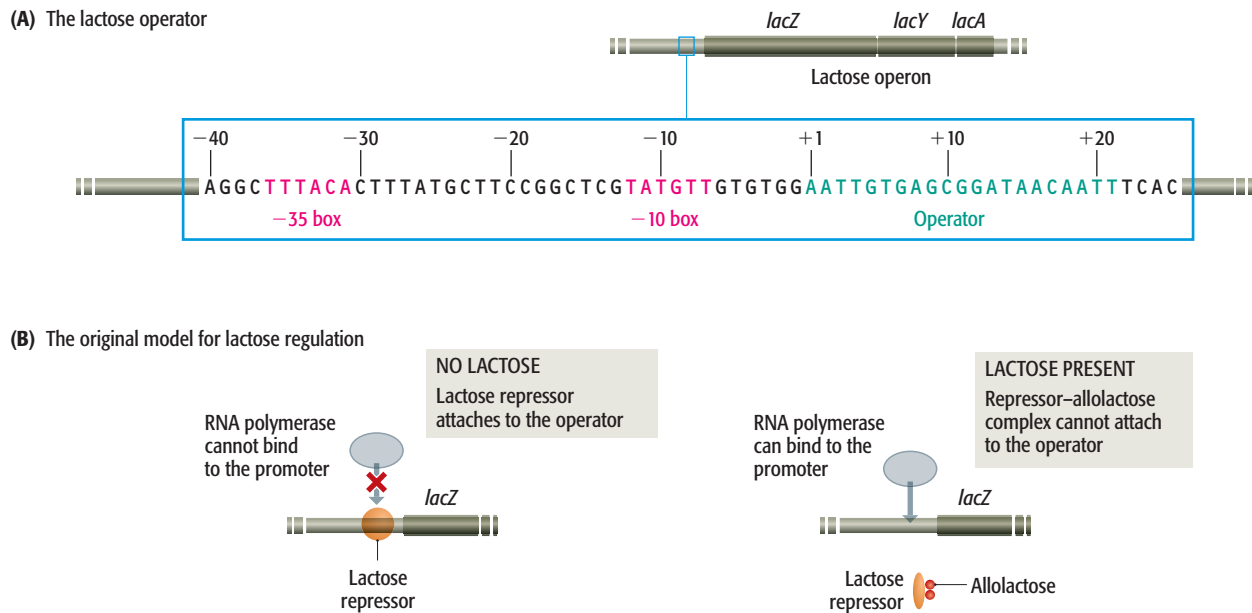 (A) The lactose operator
lacZ lacY lacA
Lactose operon
−40 −30 −20 −10 +1 +10 +20
AGGCTTTACACTTTATGCTTCCGGCTCGTATGTTGTGTGGAATTGTGAGCGGATAACAATTTCAC
−35 box −10 box Operator
(B) The original model for lactose regulation
NO LACTOSE
Lactose repressor
attaches to the operator
RNA polymerase
cannot bind
to the promoter
lacZ
Lactose
repressor
LACTOSE PRESENT
Repressor–allolactose
complex cannot attach
to the operator
RNA polymerase
can bind to the
promoter
lacZ
Lactose
repressor
Allolactose